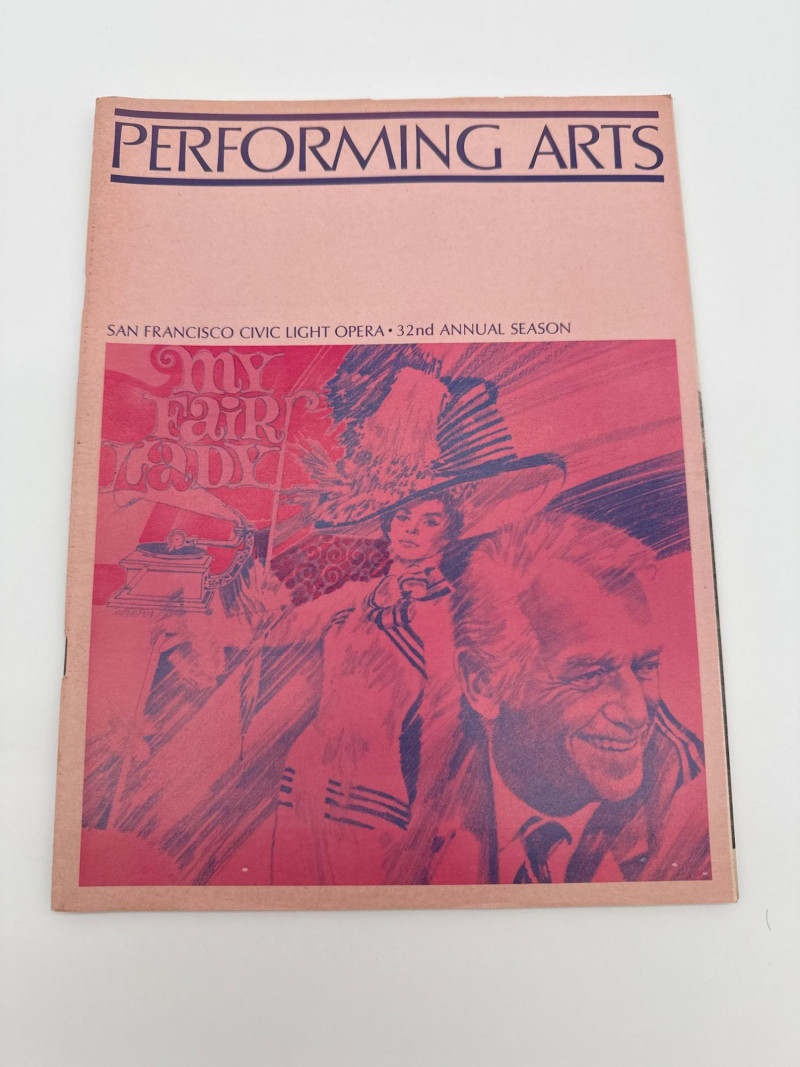 PERFORMING ARTS
SAN FRANCISCO CIVIC LIGHT OPERA • 32nd ANNUAL SEASON
MY
FAIR
LADY